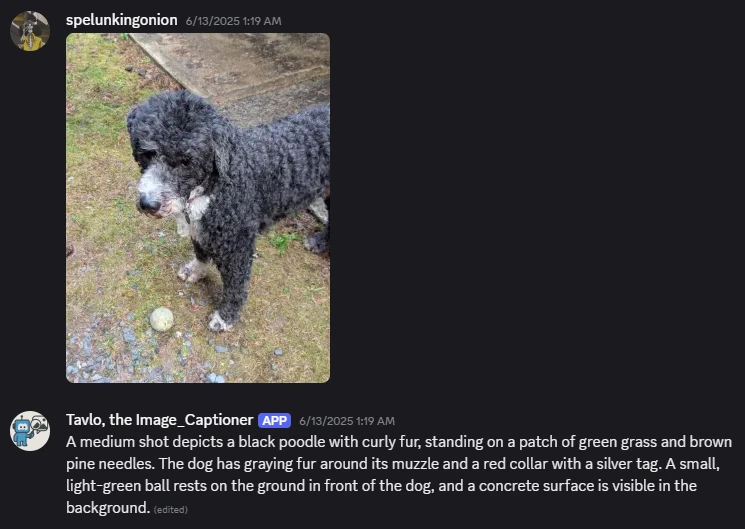 spelunkingonion 6/13/2025 1:19 AM
Tavlo, the Image_Captioner APP 6/13/2025 1:19 AM
A medium shot depicts a black poodle with curly fur, standing on a patch of green grass and brown
pine needles. The dog has graying fur around its muzzle and a red collar with a silver tag. A small,
light-green ball rests on the ground in front of the dog, and a concrete surface is visible in the
background. (edited)